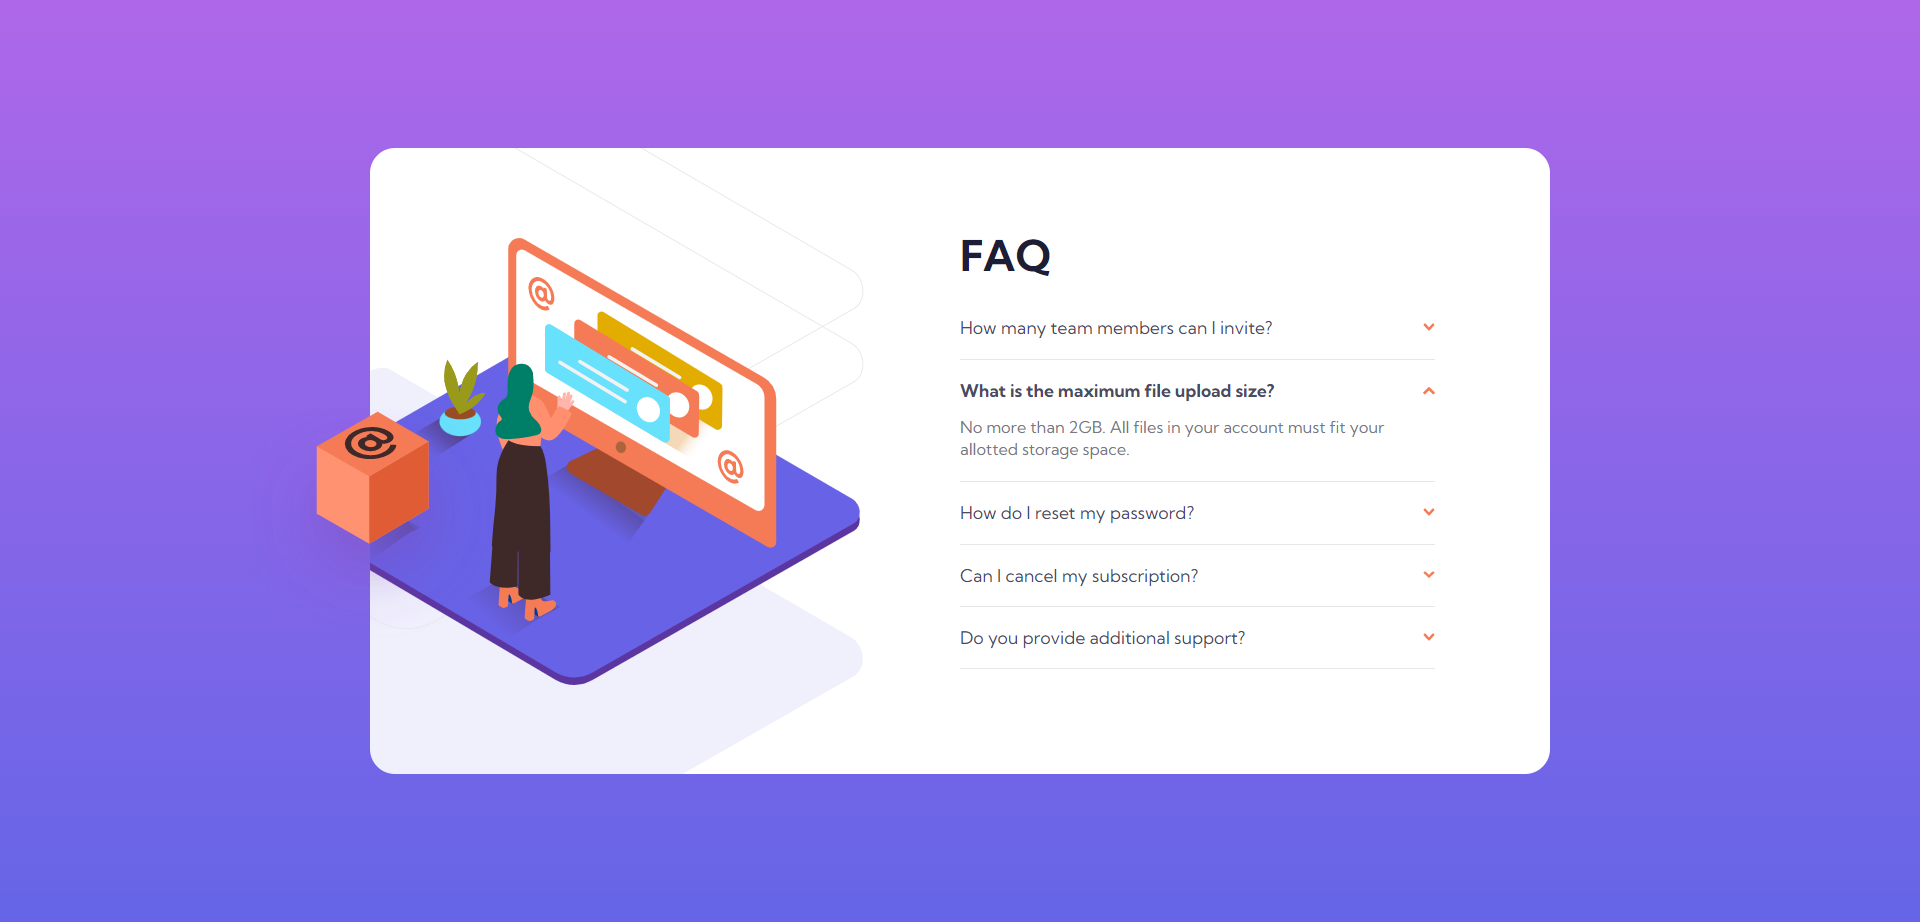 FAQ
How many team members can I invite?
What is the maximum file upload size?
No more than 2GB. All files in your account must fit your
allotted storage space.
How do I reset my password?
Can I cancel my subscription?
Do you provide additional support?
@
@
@